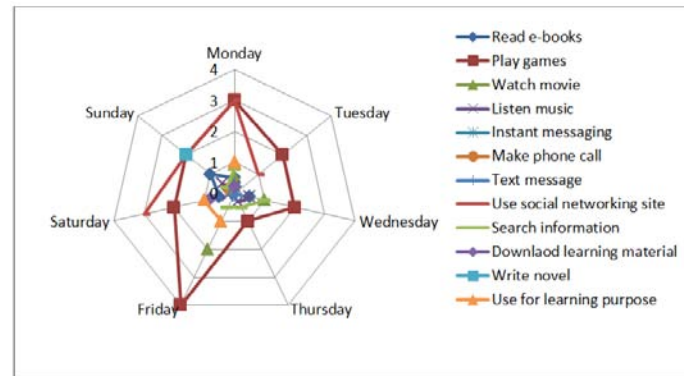 Monday
Tuesday
Wednesday
Thursday
Friday
Saturday
Sunday
4
3
2
1
0
Read e-books
Play games
Watch movie
Listen music
Instant messaging
Make phone call
Text message
Use social networking site
Search information
Downlaod learning material
Write novel
Use for learning purpose